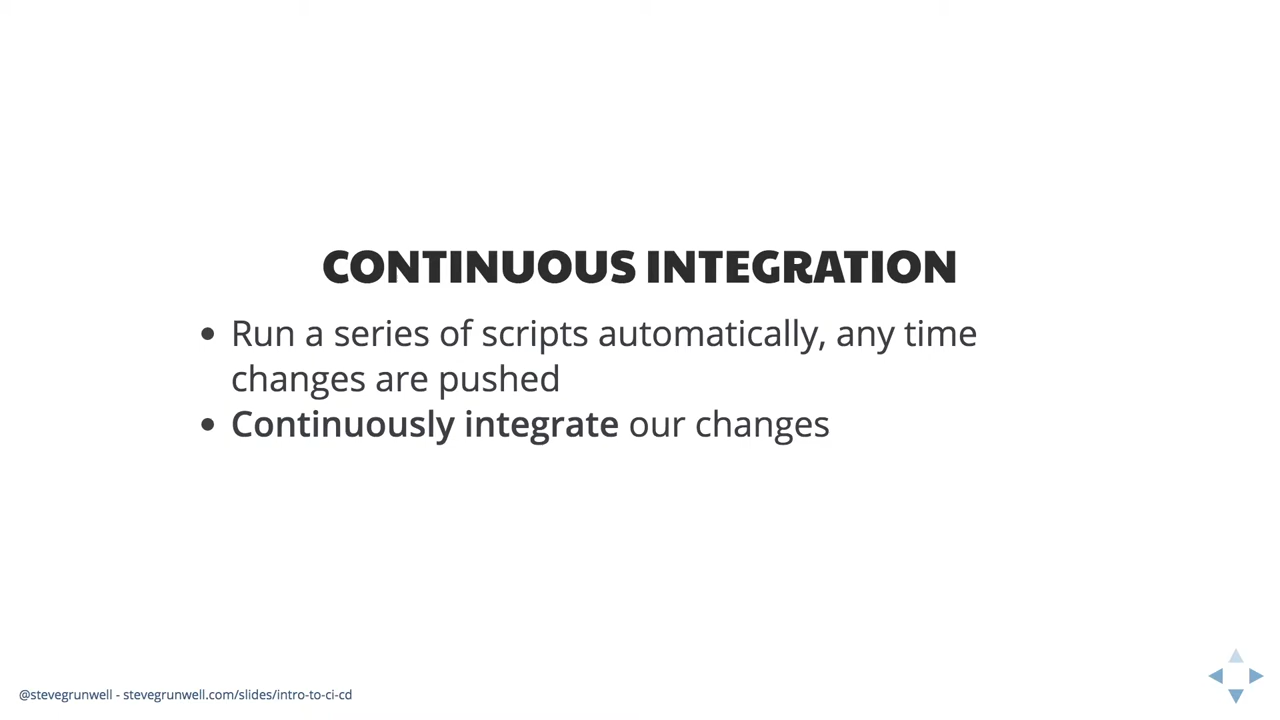 CONTINUOUS INTEGRATION
• Run a series of scripts automatically, any time
changes are pushed
• Continuously integrate our changes
@stevegrunwell - stevegrunwell.com/slides/intro-to-ci-cd